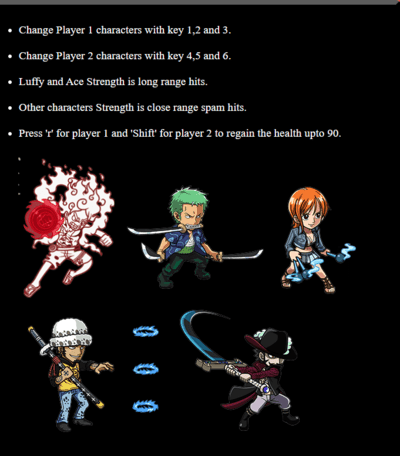 Change Player 1 characters with key 1,2 and 3.
Change Player 2 characters with key 4,5 and 6.
Luffy and Ace Strength is long range hits.
Other characters Strength is close range spam hits.
Press 'r' for player 1 and 'Shift' for player 2 to regain the health upto 90.